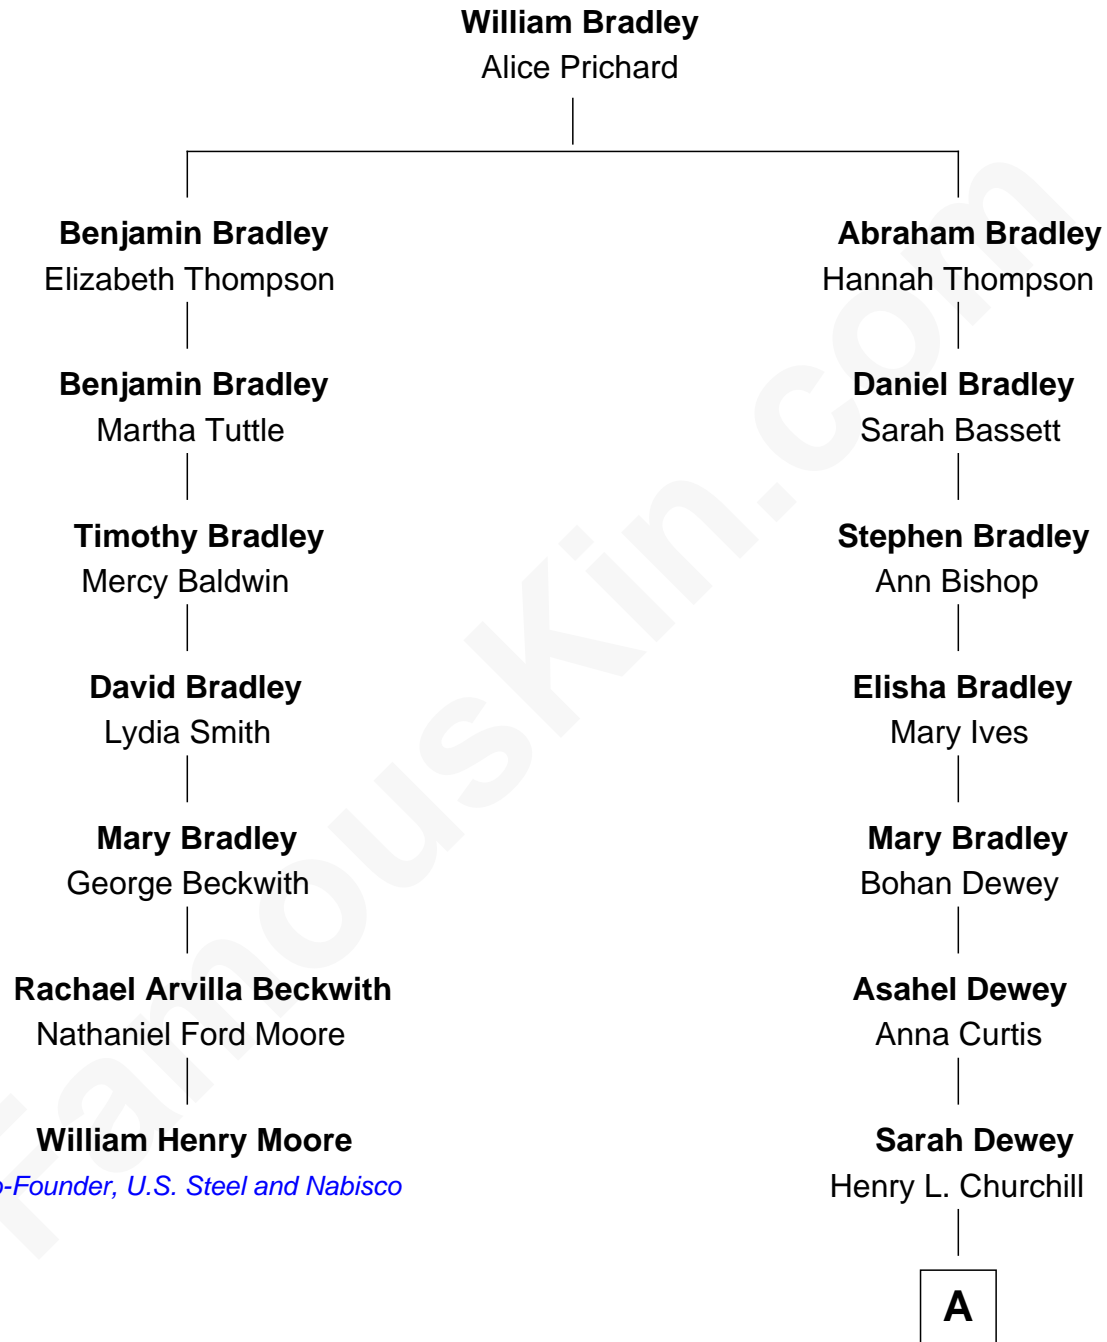 William Bradley
Alice Prichard
Benjamin Bradley
Elizabeth Thompson
Abraham Bradley
Hannah Thompson
Benjamin Bradley
Martha Tuttle
Daniel Bradley
Sarah Bassett
Timothy Bradley
Mercy Baldwin
Stephen Bradley
Ann Bishop
David Bradley
Lydia Smith
Elisha Bradley
Mary Ives
Mary Bradley
George Beckwith
Mary Bradley
Bohan Dewey
Rachael Arvilla Beckwith
Nathaniel Ford Moore
Asahel Dewey
Anna Curtis
William Henry Moore
o-Founder, U.S. Steel and Nabisco
Sarah Dewey
Henry L. Churchill
A
FamousKin.com